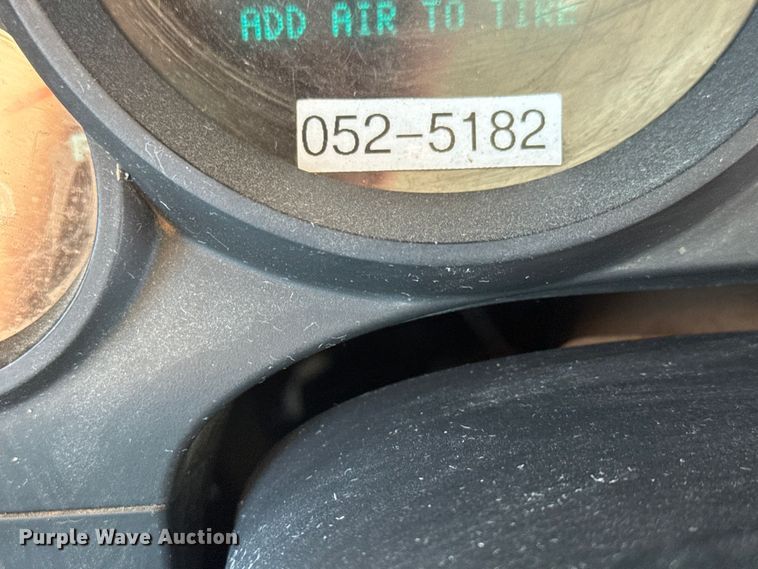 ADD AIR TO TIRE
052-5182
Purple Wave Auction